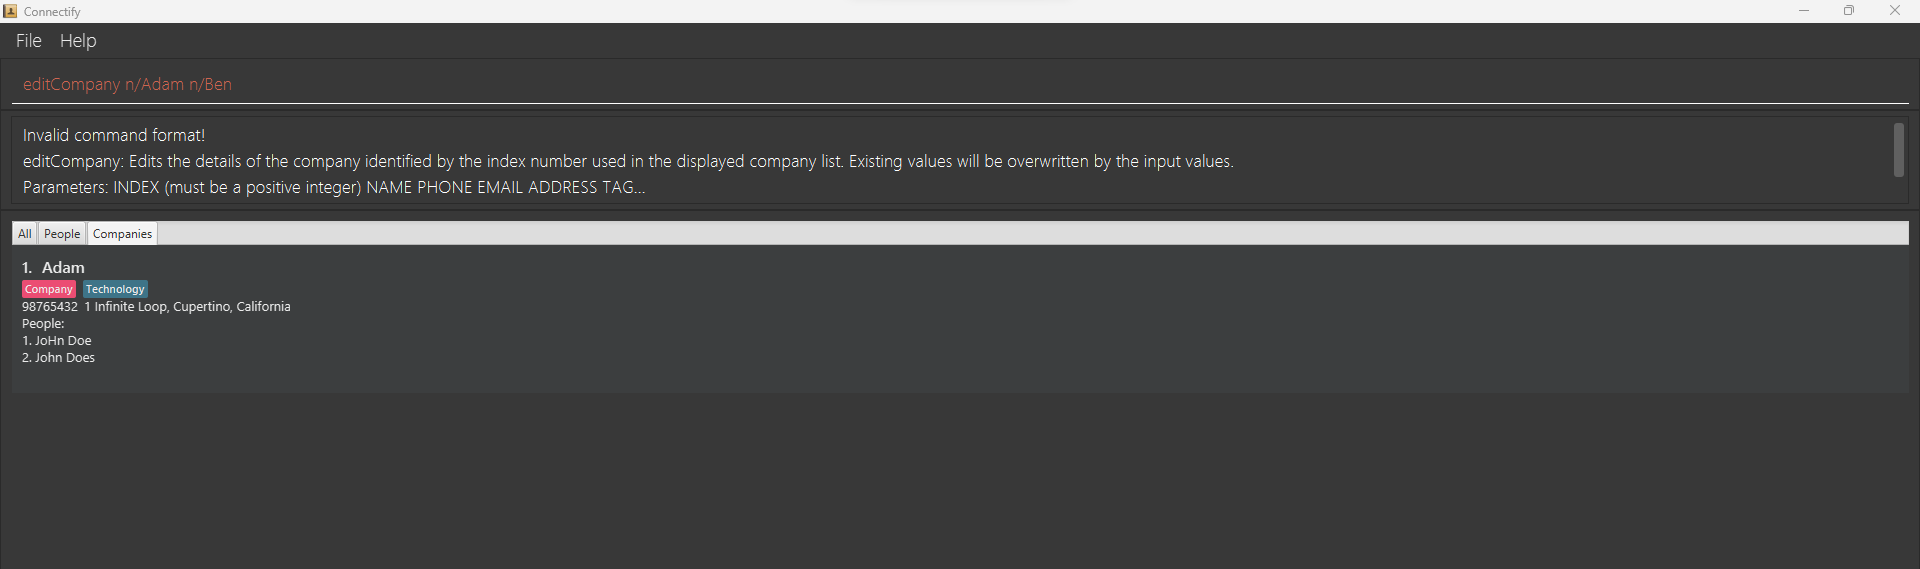 Connectify
File Help
editCompany n/Adam n/Ben
Invalid command format!
editCompany: Edits the details of the company identified by the index number used in the displayed company list. Existing values will be overwritten by the input values.
Parameters: INDEX (must be a positive integer) NAME PHONE EMAIL ADDRESS TAG...
All People Companies
1. Adam
Company Technology
98765432 1 Infinite Loop, Cupertino, California
People:
1. JoHn Doe
2. John Does